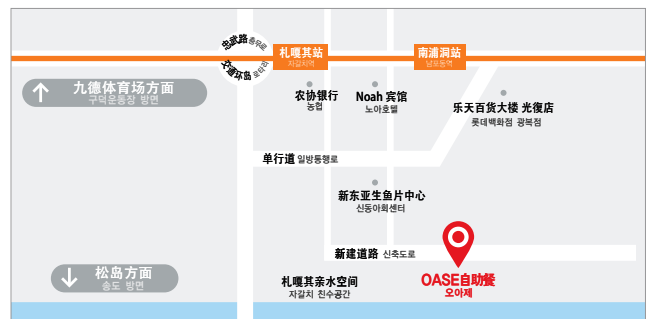 忠武路 충무로
交通环岛 로타리
札嘎其站
자갈치역
南浦洞站
남포동역
九德体育场方面
구덕운동장 방면
农协银行
농협
Noah 宾馆
노아호텔
乐天百货大楼 光復店
롯데백화점 광복점
单行道 일방통행로
新东亚生鱼片中心
신동아회센터
新建道路 신축도로
松岛方面
송도 방면
札嘎其亲水空间
자갈치 친수공간
OASE自助餐
오아제